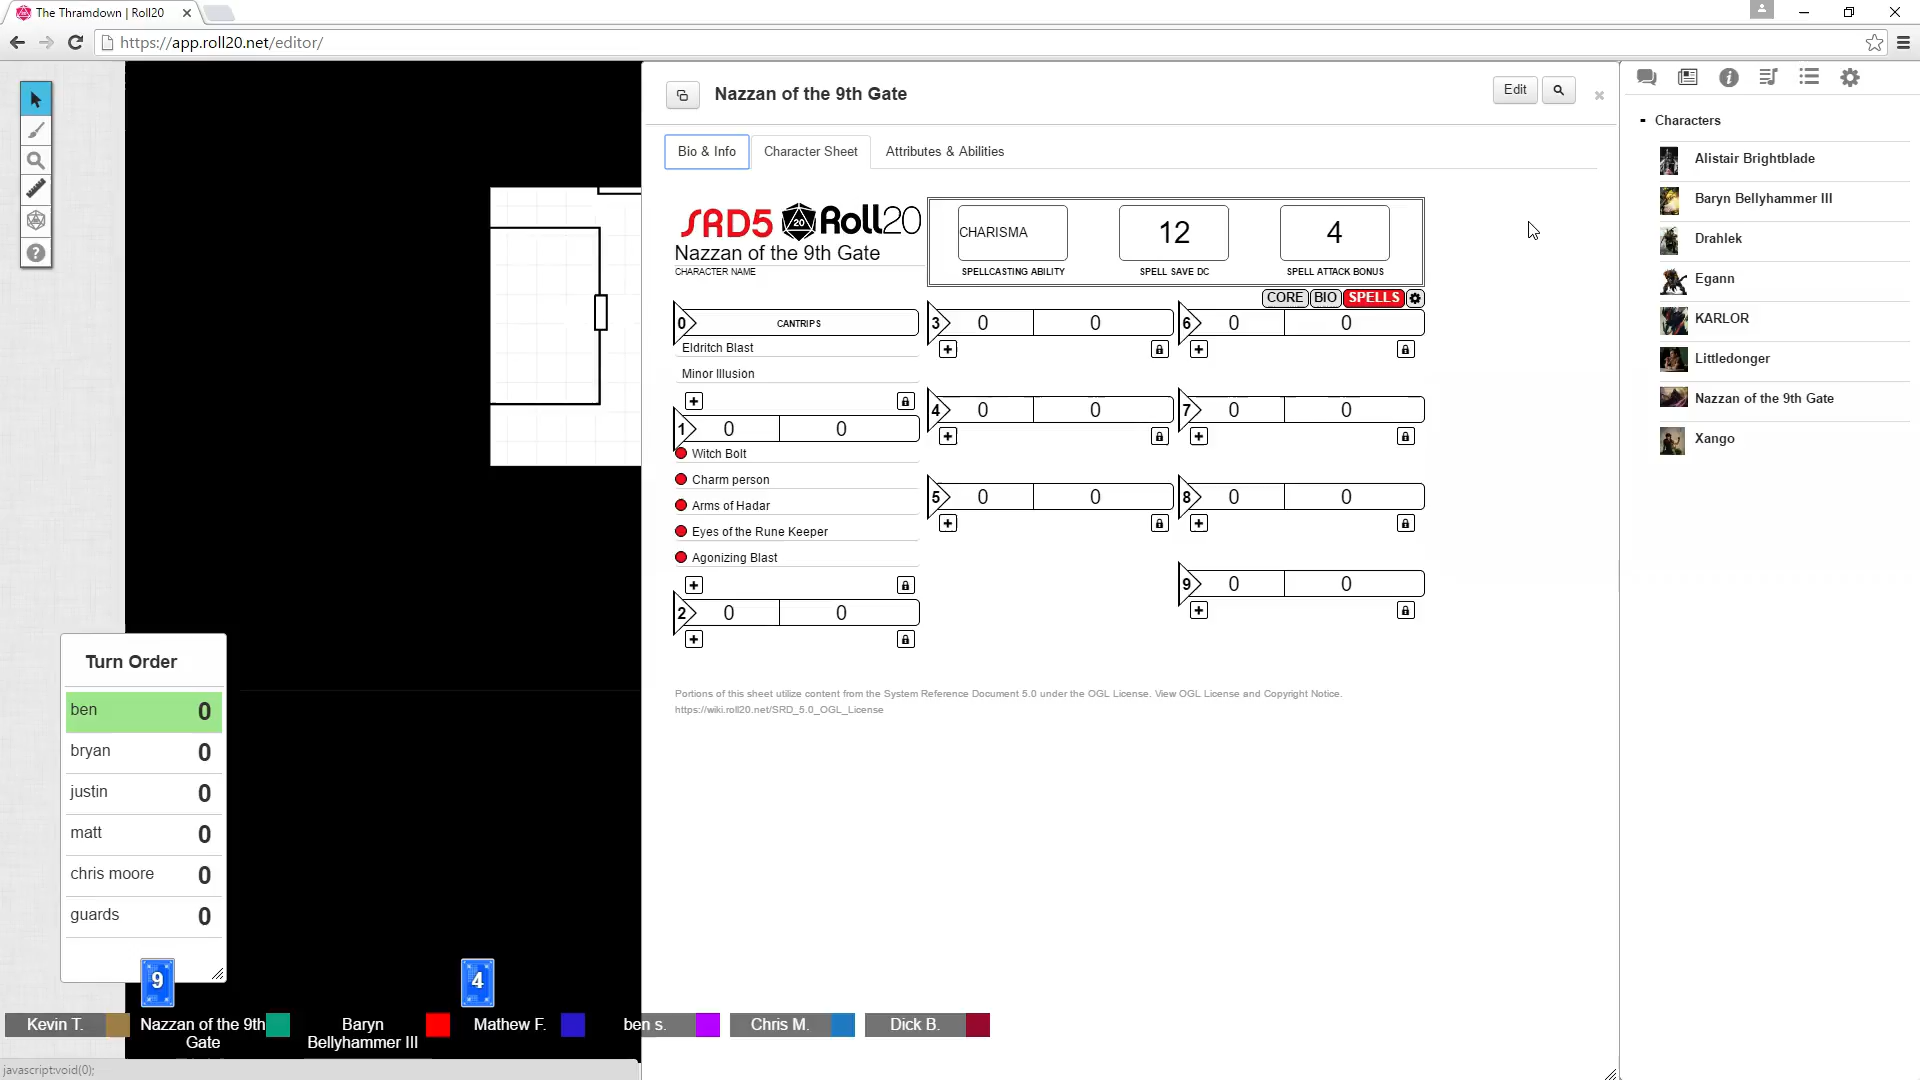 The Thramdown | Roll20
https://app.roll20.net/editor/
Nazzan of the 9th Gate
Edit
Bio & Info
Character Sheet
Attributes & Abilities
SRD5 20 Roll20
Nazzan of the 9th Gate
CHARACTER NAME
CHARISMA
SPELLCASTING ABILITY
12
SPELL SAVE DC
4
SPELL ATTACK BONUS
CORE
BIO
SPELLS
0 CANTRIPS
Eldritch Blast
Minor Illusion
1 0 0
Witch Bolt
Charm person
Arms of Hadar
Eyes of the Rune Keeper
Agonizing Blast
2 0 0
3 0 0
4 0 0
5 0 0
6 0 0
7 0 0
8 0 0
9 0 0
Portions of this sheet utilize content from the System Reference Document 5.0 under the OGL License. View OGL License and Copyright Notice.
https://wiki.roll20.net/SRD_5.0_OGL_License
Characters
Alistair Brightblade
Baryn Bellyhammer III
Drahlek
Egann
KARLOR
Littledonger
Nazzan of the 9th Gate
Xango
Turn Order
ben 0
bryan 0
justin 0
matt 0
chris moore 0
guards 0
9
4
Kevin T.
Nazzan of the 9th
Gate
Baryn
Bellyhammer III
Mathew F.
ben s.
Chris M.
Dick B.
javascript:void(0);